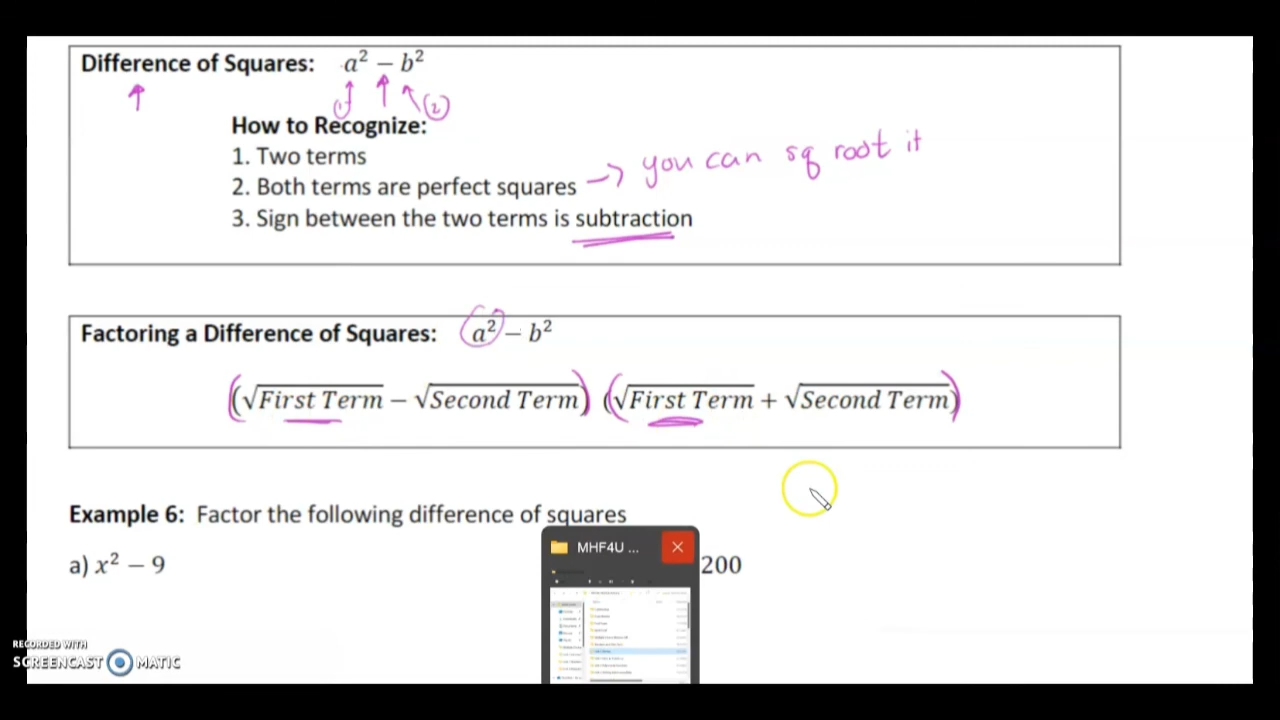 Difference of Squares: a² − b²
(1) (2)
How to Recognize:
1. Two terms
2. Both terms are perfect squares → you can sq root it
3. Sign between the two terms is subtraction
Factoring a Difference of Squares: a² − b²
(√First Term − √Second Term) (√First Term + √Second Term)
Example 6: Factor the following difference of squares
MHF4U ...
a) x² − 9
200
RECORDED WITH
SCREENCAST MATIC